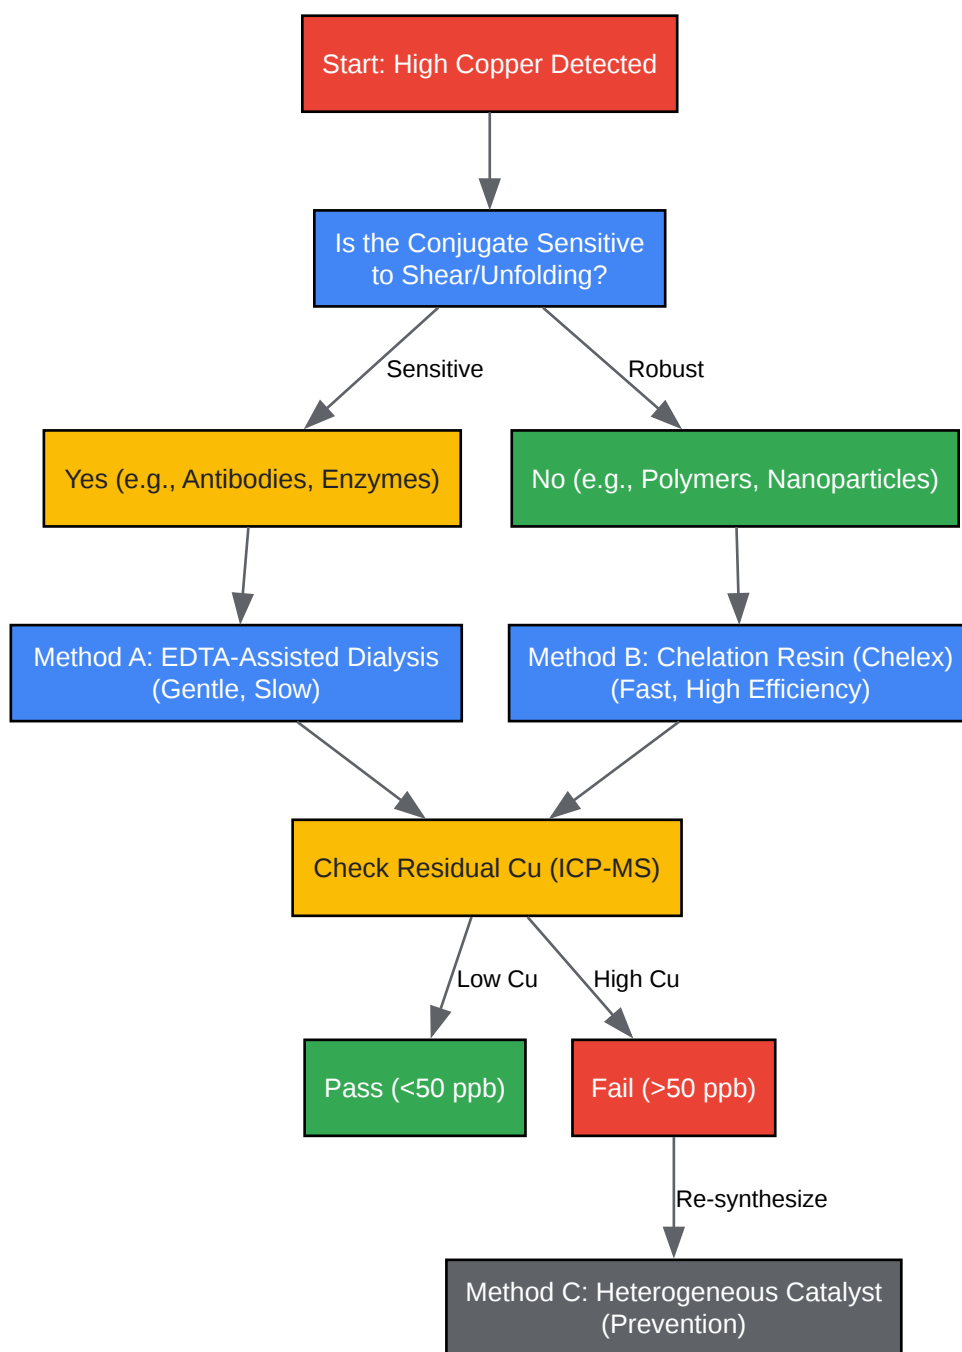 Start: High Copper Detected
Is the Conjugate Sensitive
to Shear/Unfolding?
Sensitive
Robust
Yes (e.g., Antibodies, Enzymes)
No (e.g., Polymers, Nanoparticles)
Method A: EDTA-Assisted Dialysis
(Gentle, Slow)
Method B: Chelation Resin (Chelex)
(Fast, High Efficiency)
Check Residual Cu (ICP-MS)
Low Cu
High Cu
Pass (<50 ppb)
Fail (>50 ppb)
Re-synthesize
Method C: Heterogeneous Catalyst
(Prevention)